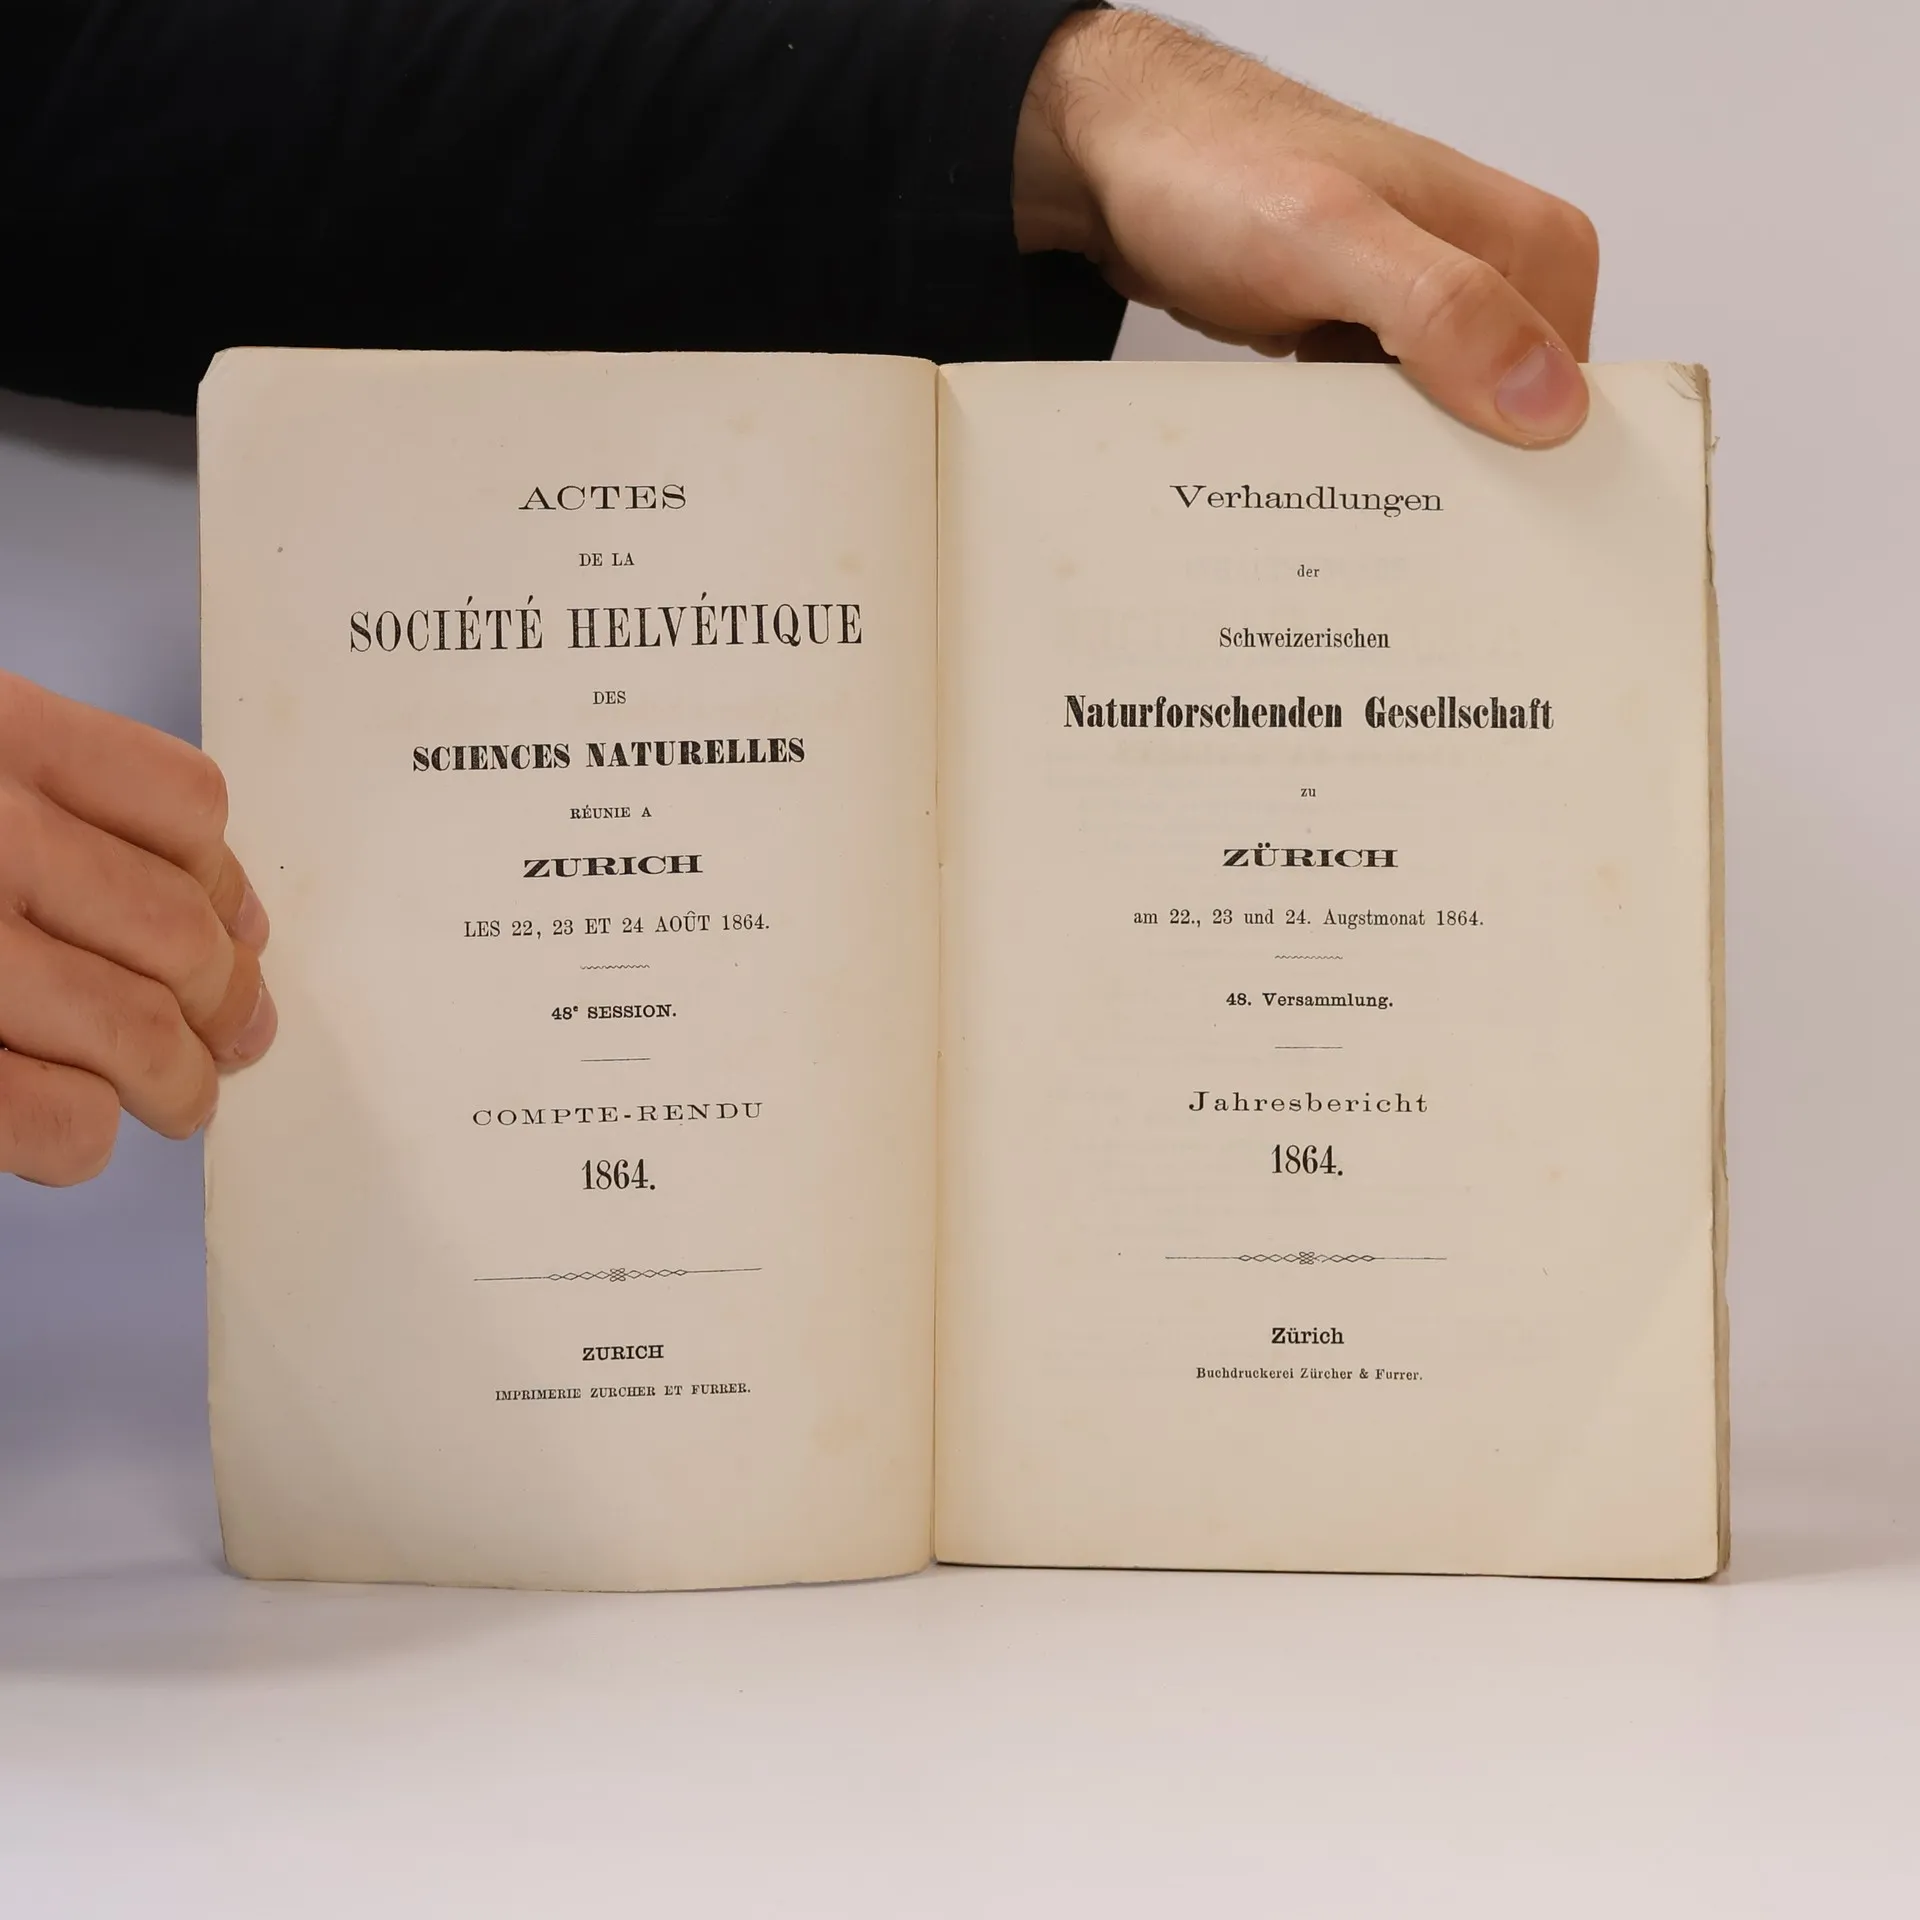 ACTES
DE LA
SOCIÉTÉ HELVÉTIQUE
DES
SCIENCES NATURELLES
RÉUNIE A
ZURICH
LES 22, 23 ET 24 AOÛT 1864.
48e SESSION.
COMPTE-RENDU
1864.
ZURICH
IMPRIMERIE ZURCHER ET FURRER.
Verhandlungen
der
Schweizerischen
Naturforschenden Gesellschaft
zu
ZÜRICH
am 22., 23 und 24. Augstmonat 1864.
48. Versammlung.
Jahresbericht
1864.
Zürich
Buchdruckerei Zürcher & Furrer.